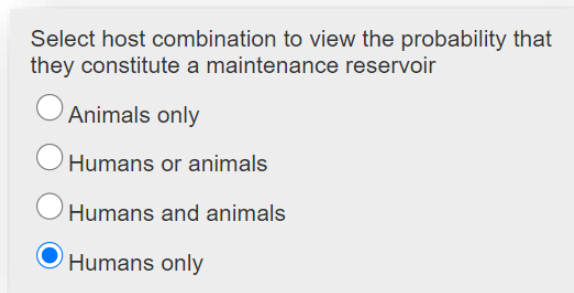 Select host combination to view the probability that
they constitute a maintenance reservoir
Animals only
Humans or animals
Humans and animals
Humans only